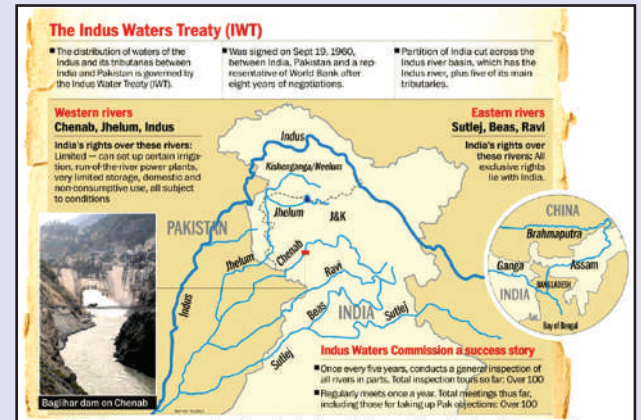 The Indus Waters Treaty (IWT)
The distribution of waters of the
Indus and its tributaries between
India and Pakistan is governed by
the Indus Water Treaty (IWT).
Was signed on Sept 19, 1960,
between India, Pakistan and a rep-
resentative of World Bank after
eight years of negotiations.
Partition of India cut across the
Indus river basin, which has the
Indus river, plus five of its main
tributaries.
Western rivers
Chenab, Jhelum, Indus
India's rights over these rivers:
Limited — can set up certain irriga-
tion, run-of-the-river power plants,
very limited storage, domestic and
non-consumptive use, all subject
to conditions
Eastern rivers
Sutlej, Beas, Ravi
India's rights over
these rivers: All
exclusive rights
lie with India.
Indus
Kishenganga/Neelum
Jhelum
J&K
PAKISTAN
Jhelum
Chenab
Ravi
Indus
Beas
INDIA
Sutlej
Sutlej
CHINA
Brahmaputra
Ganga
Assam
BANGLADESH
INDIA
Bay of Bengal
Baglihar dam on Chenab
Indus Waters Commission a success story
Once every five years, conducts a general inspection of
all rivers in parts. Total inspection tours so far: Over 100
Regularly meets once a year. Total meetings thus far,
including those for taking up Pak objections: Over 100